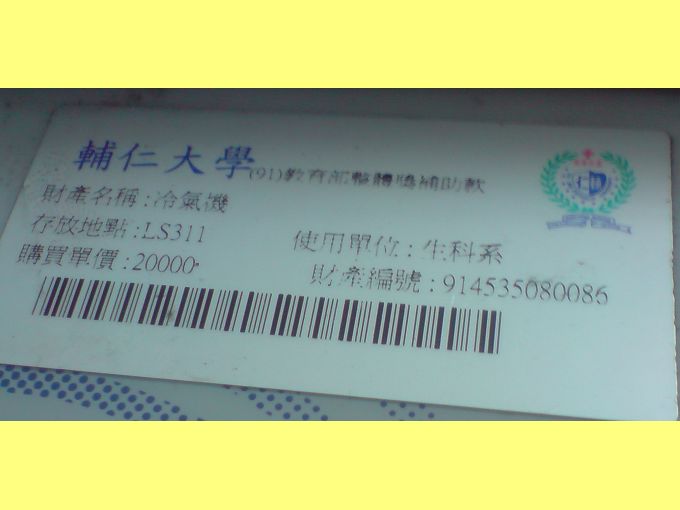 輔仁大學(91)教育部整體獎補助款
財產名稱:冷氣機
存放地點:LS311 使用單位:生科系
購買單價:20000 財產編號:914535080086